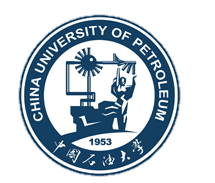 CHINA UNIVERSITY OF PETROLEUM
1953
中国石油大学